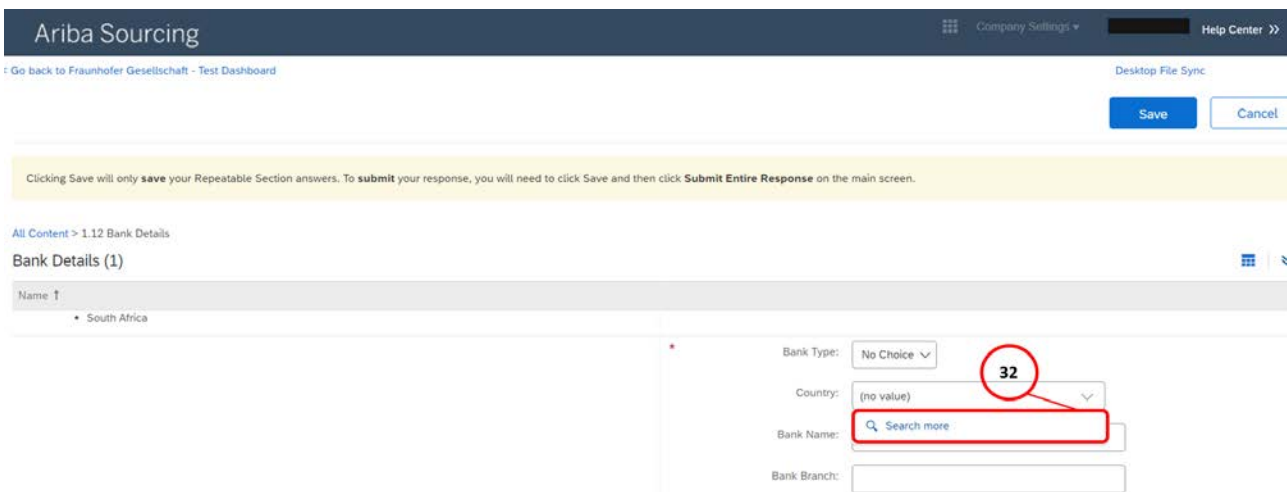 Ariba Sourcing
Company Settings
Help Center »
Go back to Fraunhofer Gesellschaft - Test Dashboard
Desktop File Sync
Save
Cancel
Clicking Save will only save your Repeatable Section answers. To submit your response, you will need to click Save and then click Submit Entire Response on the main screen.
All Content > 1.12 Bank Details
Bank Details (1)
Name ↑
• South Africa
* Bank Type: No Choice
32
Country: (no value)
Search more
Bank Name:
Bank Branch: